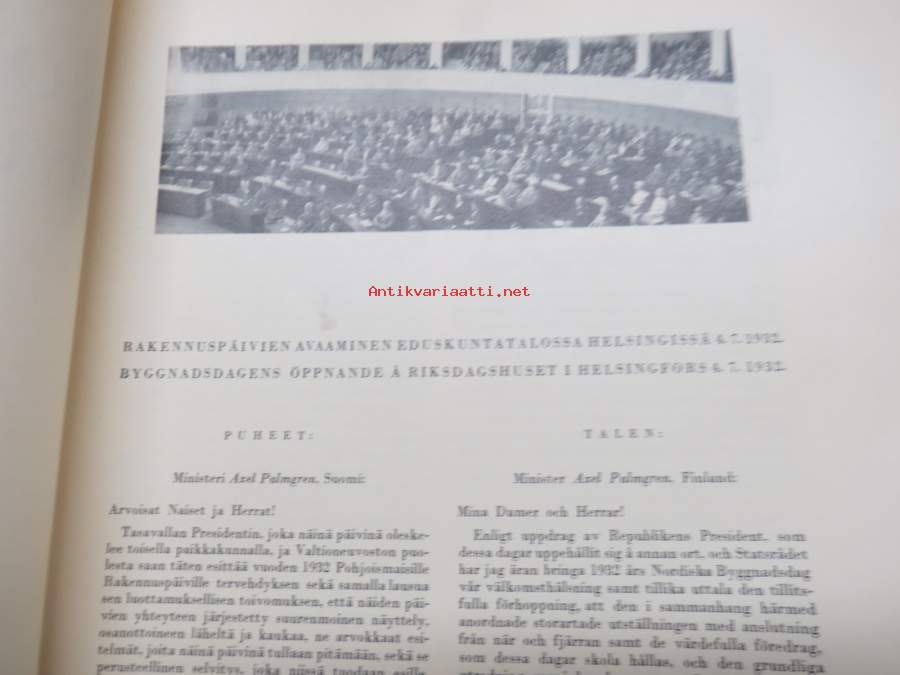 Antikvariaatti.net
RAKENNUSPÄIVIEN AVAAMINEN EDUSKUNTATALOSSA HELSINGISSÄ 4. 7. 1932.
BYGGNADSDAGENS ÖPPNANDE Å RIKSDAGSHUSET I HELSINGFORS 4. 7. 1932.
PUHEET:
Ministeri Axel Palmgren, Suomi:
Arvoisat Naiset ja Herrat!
Tasavallan Presidentin, joka näinä päivinä oleske-
lee toisella paikkakunnalla, ja Valtioneuvoston puo-
lesta saan täten esittää vuoden 1932 Pohjoismaisille
Rakennuspäiville tervehdyksen sekä samalla lausua
sen luottamuksellisen toivomuksen, että näiden päi-
vien yhteyteen järjestetty suurenmoinen näyttely,
osanottoineen läheltä ja kaukaa, ne arvokkaat esi-
telmät, joita näinä päivinä tullaan pitämään, sekä se
perusteellinen selvitys, joka niissä tuodaan esille,
TALEN:
Minister Axel Palmgren, Finland:
Mina Damer och Herrar!
Enligt uppdrag av Republikens President, som
dessa dagar uppehållit sig å annan ort, och Statsrådet
har jag äran bringa 1932 års Nordiska Byggnadsdag
vår välkomsthälsning samt tillika uttala den tillits-
fulla förhoppning, att den i sammanhang härmed
anordnade storartade utställningen med anslutning
från när och fjärran samt de värdefulla föredrag,
som dessa dagar skola hållas, och den grundliga